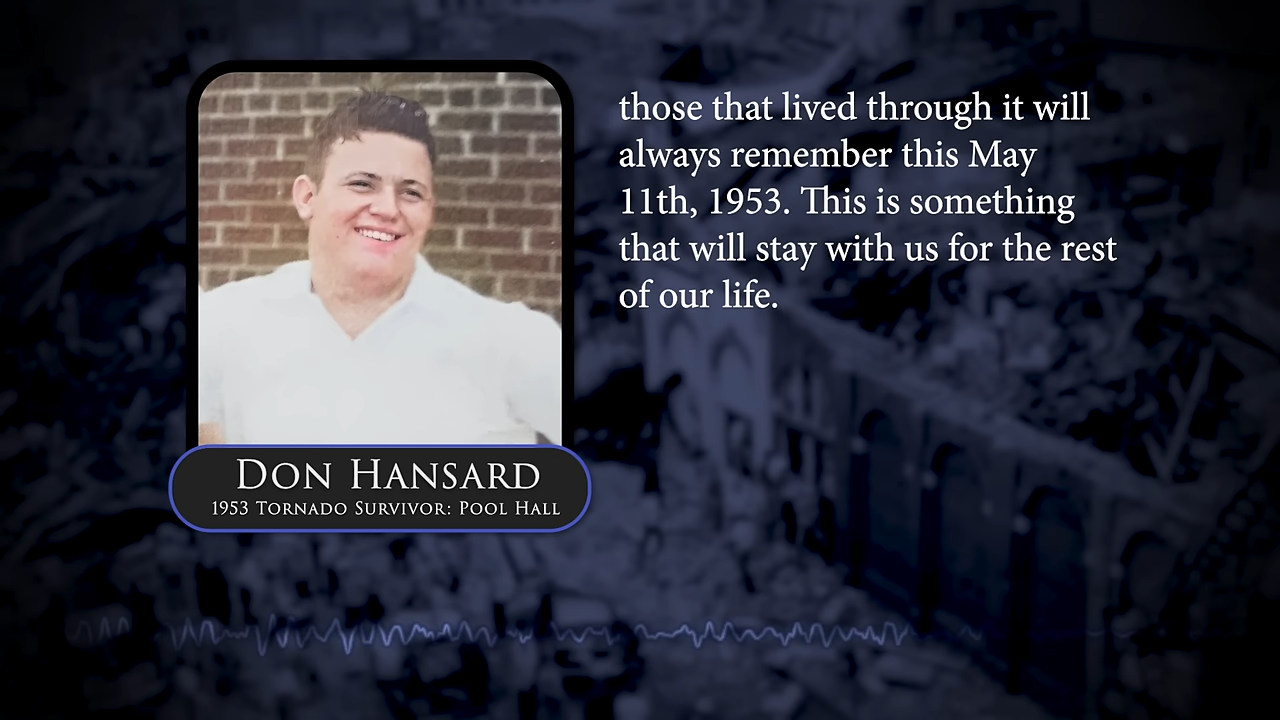 those that lived through it will
always remember this May
11th, 1953. This is something
that will stay with us for the rest
of our life.
Don Hansard
1953 Tornado Survivor: Pool Hall